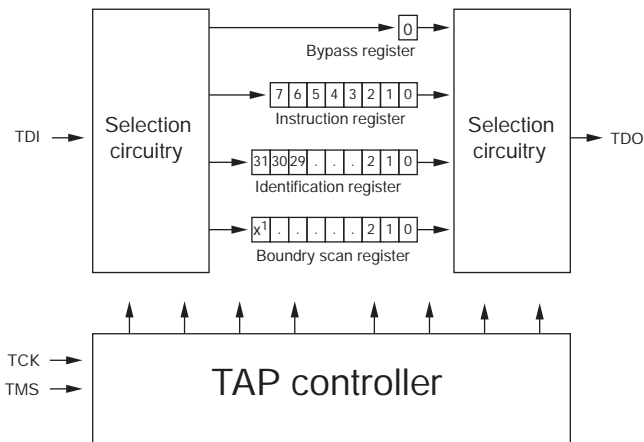 0
Bypass register
7 6 5 4 3 2 1 0
Instruction register
TDI
Selection
circuitry
Selection
circuitry
TDO
31 30 29 . . . 2 1 0
Identification register
x1 . . . . . 2 1 0
Boundry scan register
TCK
TMS
TAP controller